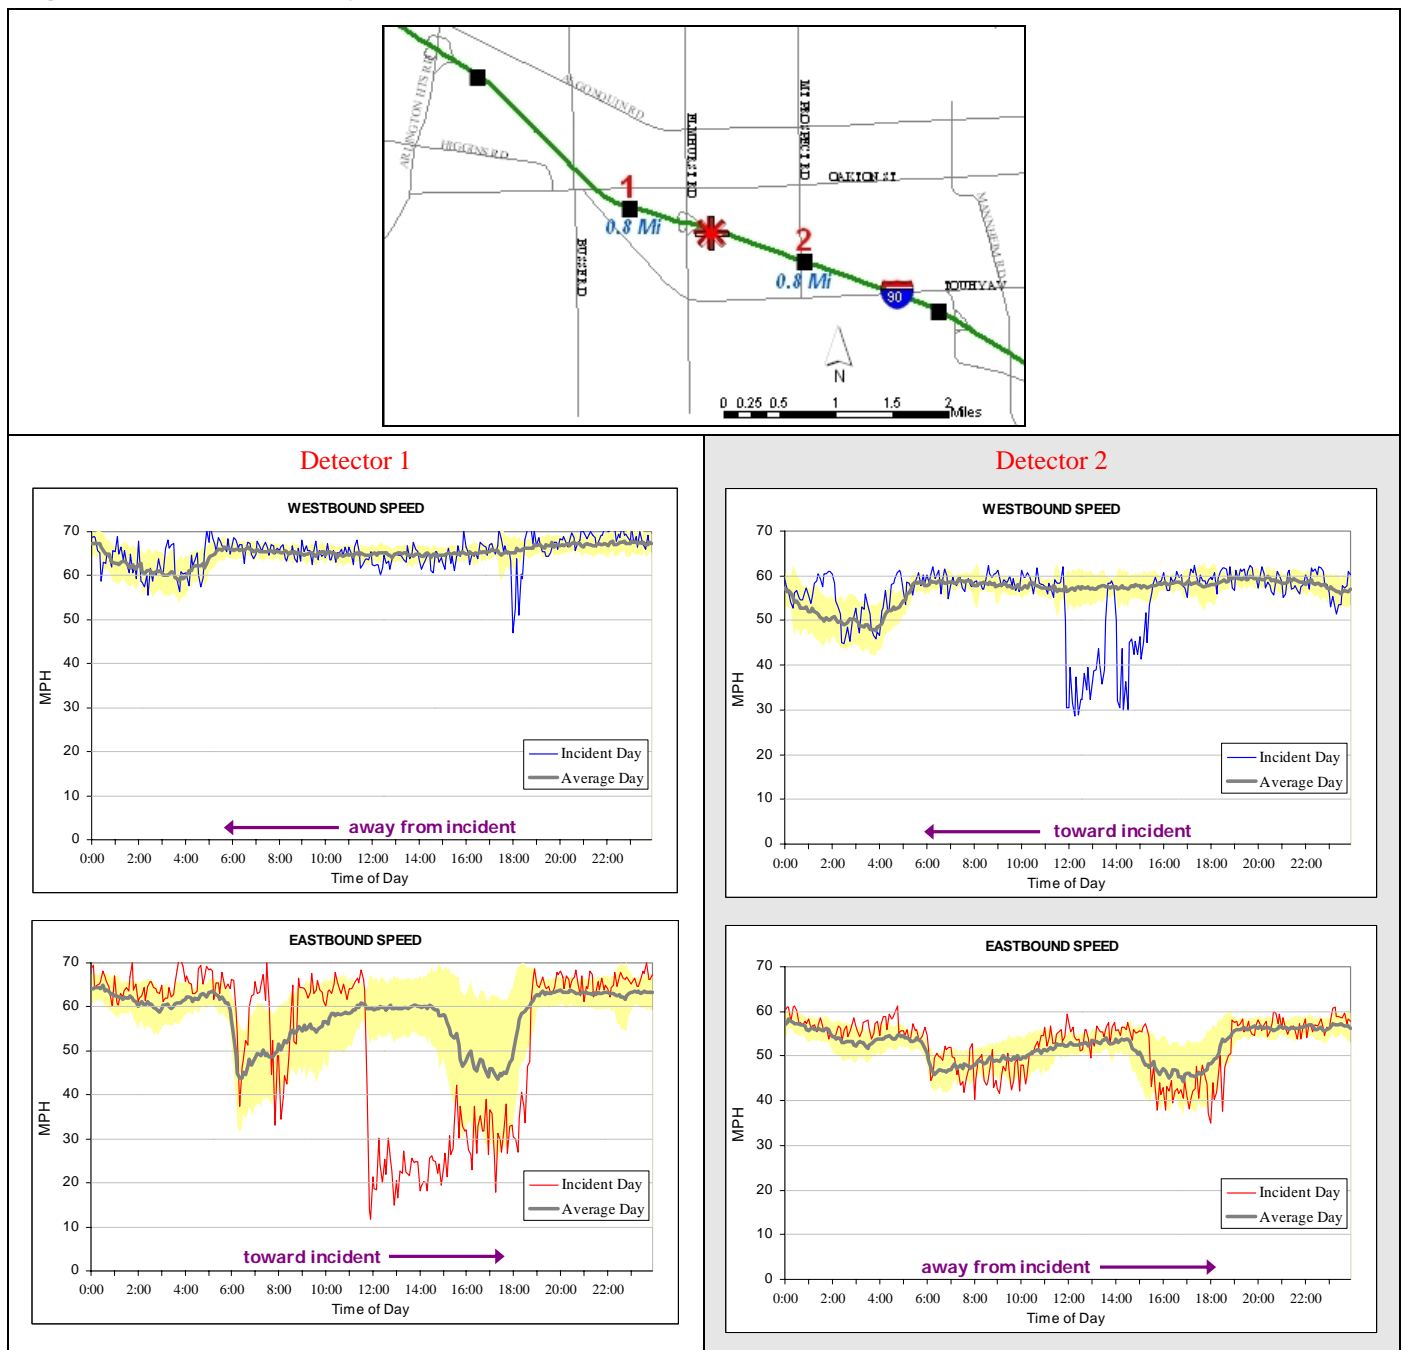 ALGONQUIN RD
ARLINGTON HTS RD
HIGGINS RD
ELMHURST RD
OAKTON ST
MANNHEIM RD
1
0.8 Mi
2
0.8 Mi
90
N
0 0.25 0.5 1 1.5 2
Miles
Detector 1
WESTBOUND SPEED
70
60
50
40
30
20
10
0
MPH
Incident Day
Average Day
away from incident
0:00 2:00 4:00 6:00 8:00 10:00 12:00 14:00 16:00 18:00 20:00 22:00
Time of Day
EASTBOUND SPEED
70
60
50
40
30
20
10
0
MPH
Incident Day
Average Day
toward incident
0:00 2:00 4:00 6:00 8:00 10:00 12:00 14:00 16:00 18:00 20:00 22:00
Time of Day
Detector 2
WESTBOUND SPEED
70
60
50
40
30
20
10
0
MPH
Incident Day
Average Day
toward incident
0:00 2:00 4:00 6:00 8:00 10:00 12:00 14:00 16:00 18:00 20:00 22:00
Time of Day
EASTBOUND SPEED
70
60
50
40
30
20
10
0
MPH
Incident Day
Average Day
away from incident
0:00 2:00 4:00 6:00 8:00 10:00 12:00 14:00 16:00 18:00 20:00 22:00
Time of Day